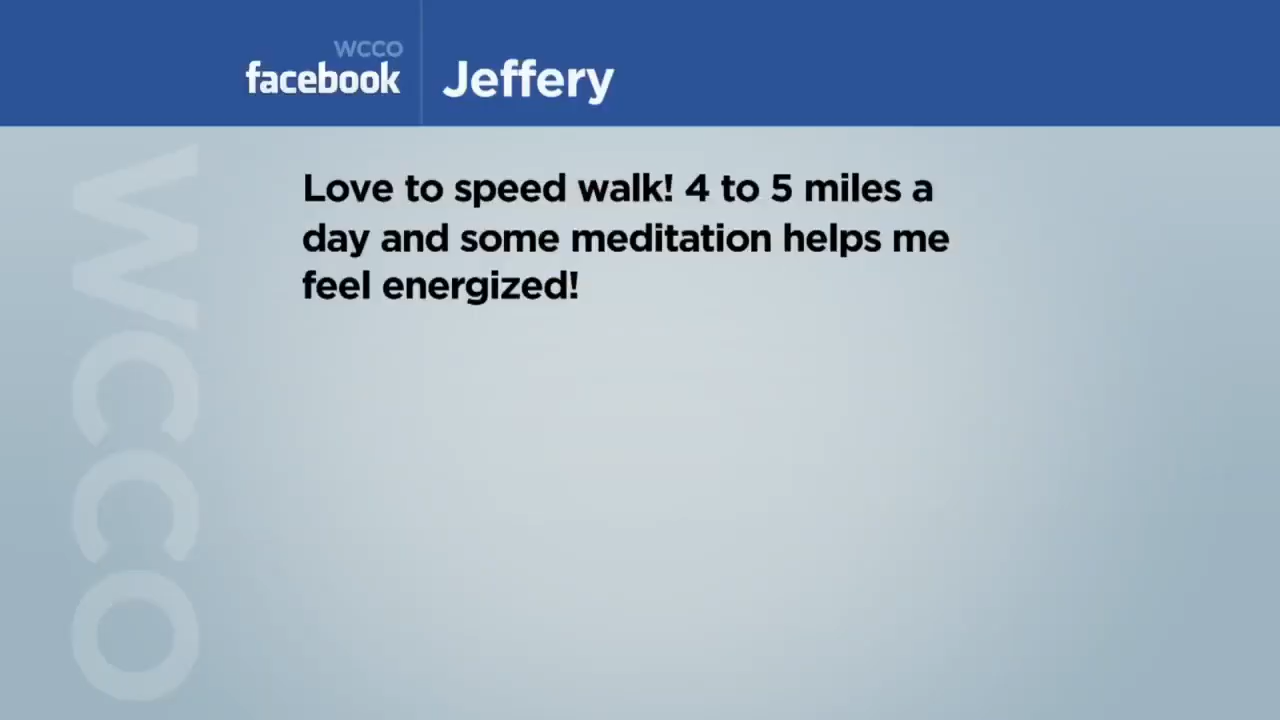 WCCO
facebook
Jeffery
Love to speed walk! 4 to 5 miles a
day and some meditation helps me
feel energized!
WCCO